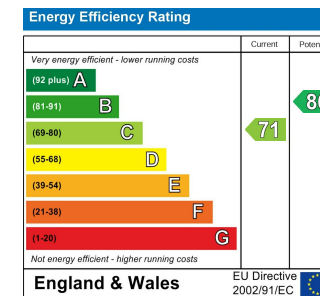 Energy Efficiency Rating
Current
Very energy efficient - lower running costs
(92 plus) A
(81-91) B
(69-80) C
71
(55-68) D
(39-54) E
(21-38) F
(1-20) G
Not energy efficient - higher running costs
England & Wales
EU Directive
2002/91/EC